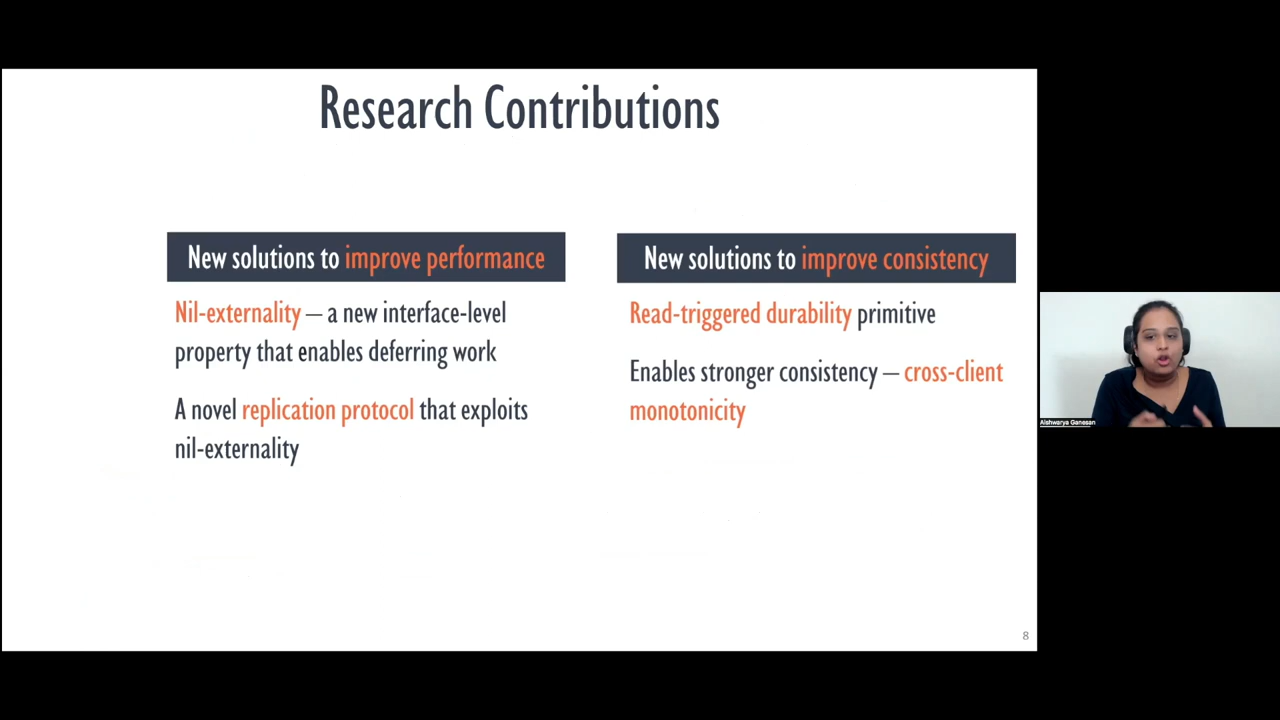 Research Contributions
New solutions to improve performance
Nil-externality – a new interface-level
property that enables deferring work
A novel replication protocol that exploits
nil-externality
New solutions to improve consistency
Read-triggered durability primitive
Enables stronger consistency – cross-client
monotonicity
Aishwarya Ganesan
8